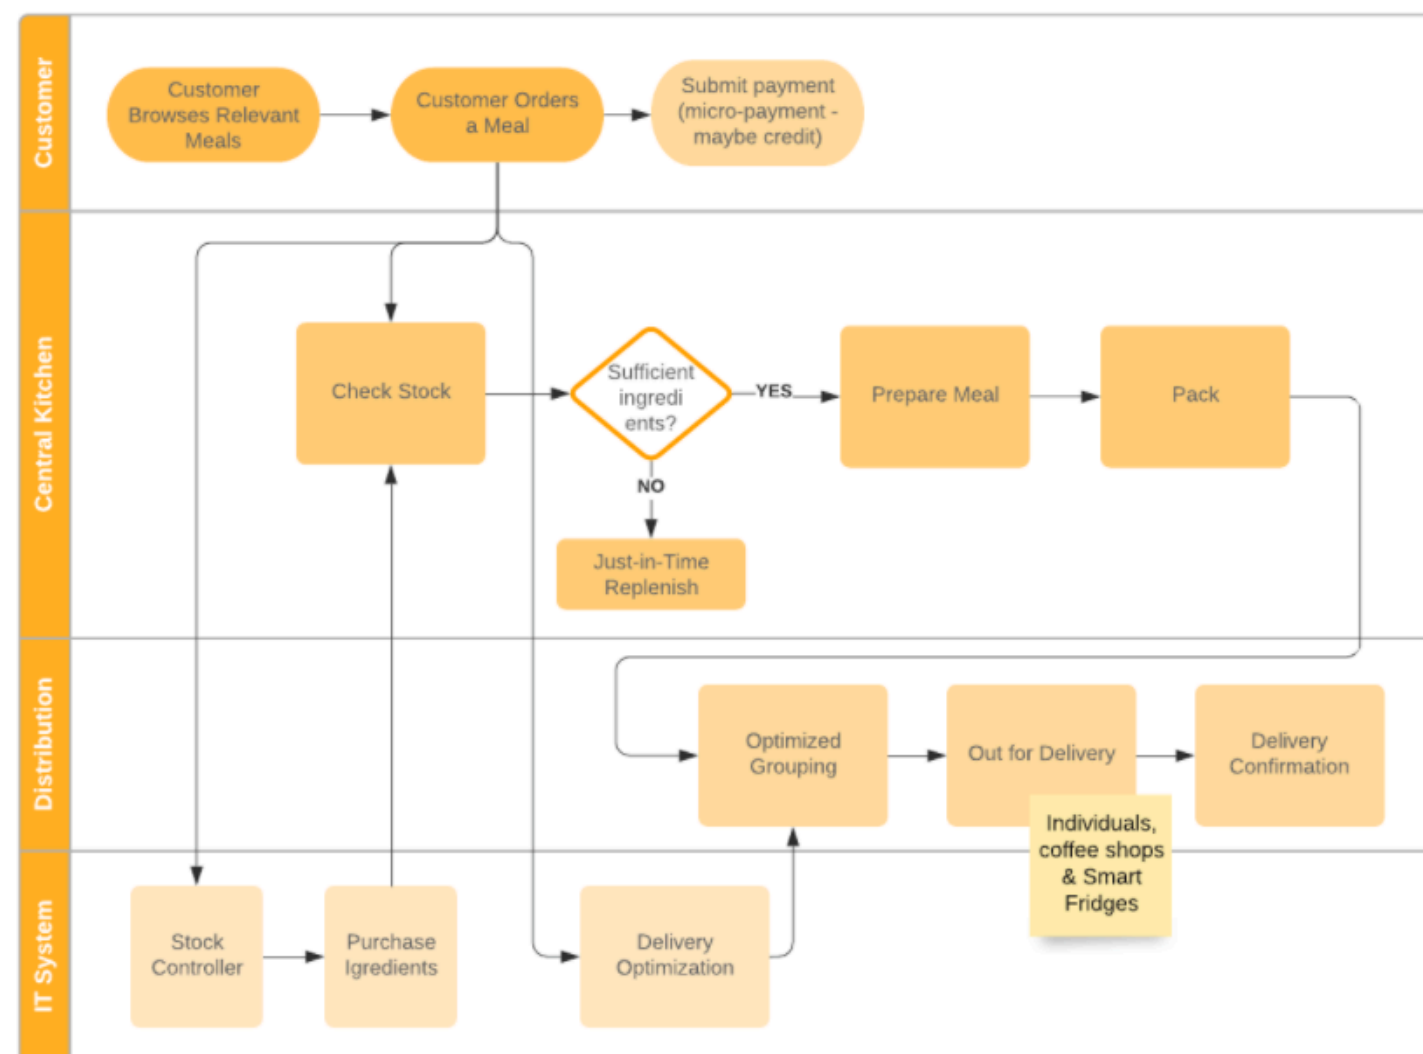 Customer
Customer
Browses Relevant
Meals
Customer Orders
a Meal
Submit payment
(micro-payment -
maybe credit)
Central Kitchen
Check Stock
Sufficient
ingredi
ents?
YES
Prepare Meal
Pack
NO
Just-in-Time
Replenish
Distribution
Optimized
Grouping
Out for Delivery
Delivery
Confirmation
Individuals,
coffee shops
& Smart
Fridges
IT System
Stock
Controller
Purchase
Igredients
Delivery
Optimization